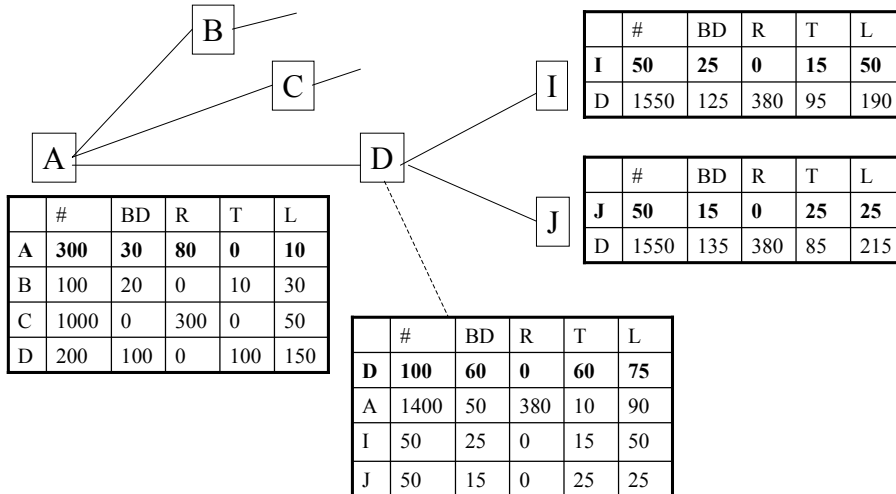 B
C
A
D
I
J
# BD R T L
I 50 25 0 15 50
D 1550 125 380 95 190
# BD R T L
J 50 15 0 25 25
D 1550 135 380 85 215
# BD R T L
A 300 30 80 0 10
B 100 20 0 10 30
C 1000 0 300 0 50
D 200 100 0 100 150
# BD R T L
D 100 60 0 60 75
A 1400 50 380 10 90
I 50 25 0 15 50
J 50 15 0 25 25